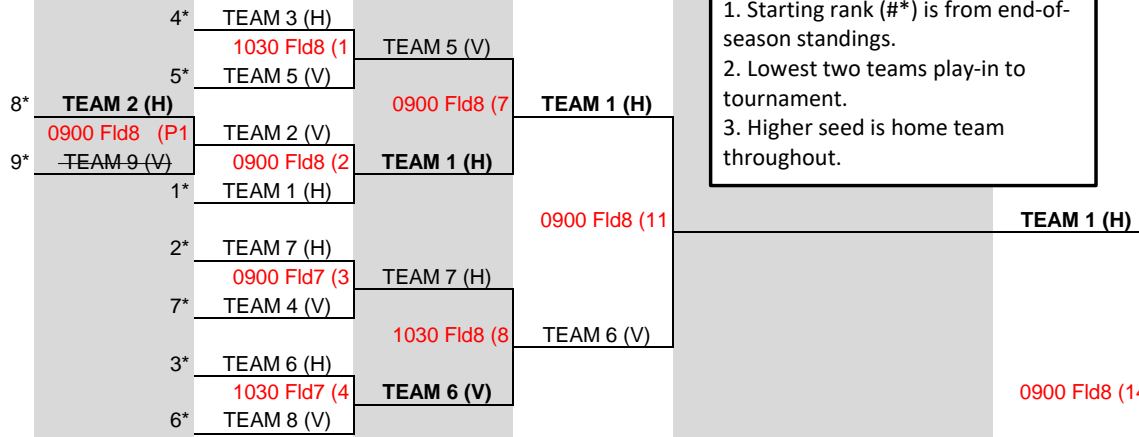 4* TEAM 3 (H)
1. Starting rank (#*) is from end-of-
1030 Fld8 (1 TEAM 5 (V)
season standings.
5* TEAM 5 (V)
2. Lowest two teams play-in to
8* TEAM 2 (H) 0900 Fld8 (7 TEAM 1 (H)
tournament.
0900 Fld8 (P1 TEAM 2 (V)
3. Higher seed is home team
9* TEAM 9 (V) 0900 Fld8 (2 TEAM 1 (H)
throughout.
1* TEAM 1 (H)
0900 Fld8 (11 TEAM 1 (H)
2* TEAM 7 (H)
0900 Fld7 (3 TEAM 7 (H)
7* TEAM 4 (V)
1030 Fld8 (8 TEAM 6 (V)
3* TEAM 6 (H)
1030 Fld7 (4 TEAM 6 (V) 0900 Fld8 (14
6* TEAM 8 (V)